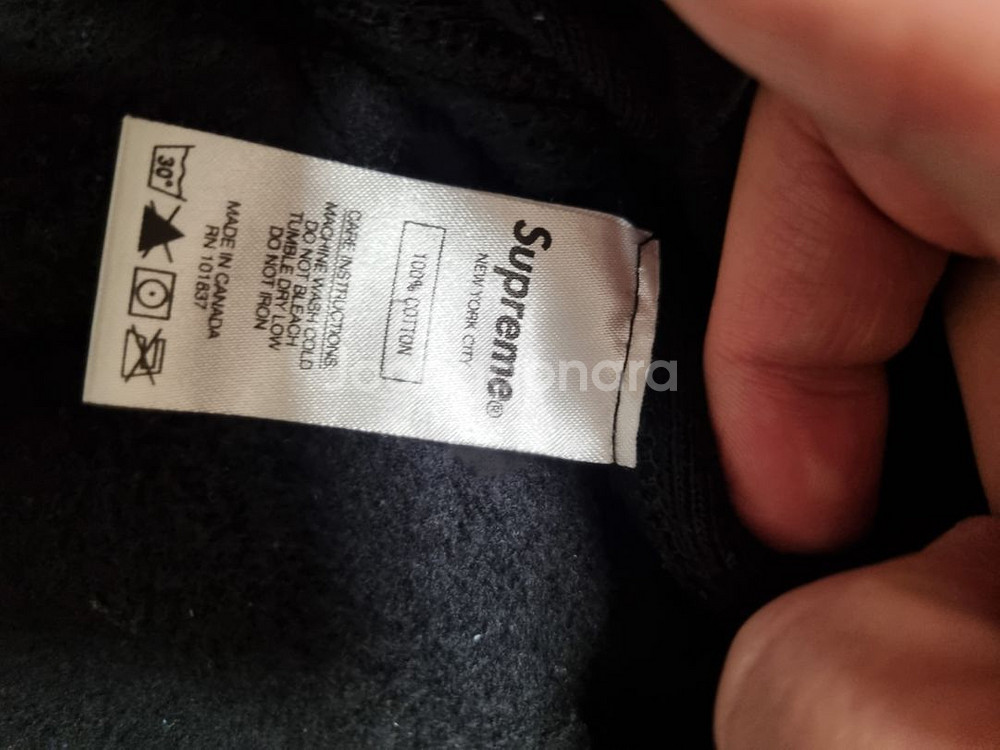 Supreme®
NEW YORK CITY
100% COTTON
CARE INSTRUCTIONS
MACHINE WASH COLD
DO NOT BLEACH
TUMBLE DRY LOW
DO NOT IRON
MADE IN CANADA
RN 101837
30°